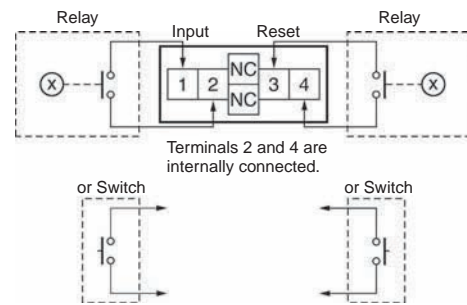 Relay Input Reset Relay
X 1 2 NC 3 4 X
NC
Terminals 2 and 4 are
internally connected.
or Switch or Switch